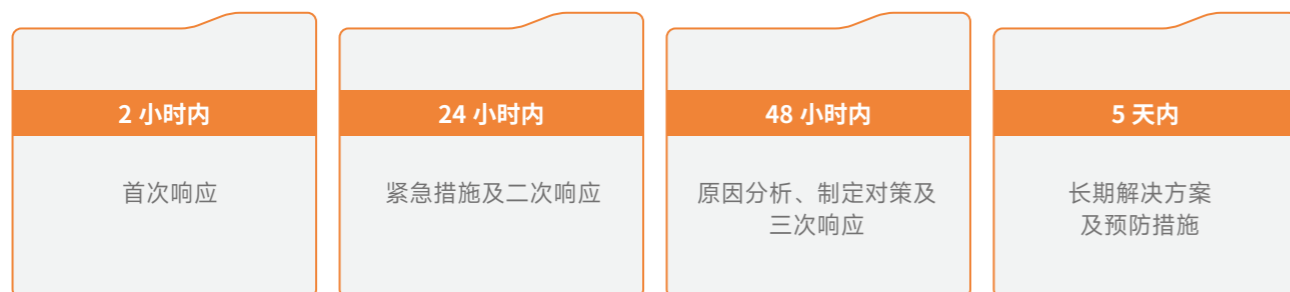 2 小时内
首次响应
24 小时内
紧急措施及二次响应
48 小时内
原因分析、制定对策及
三次响应
5 天内
长期解决方案
及预防措施